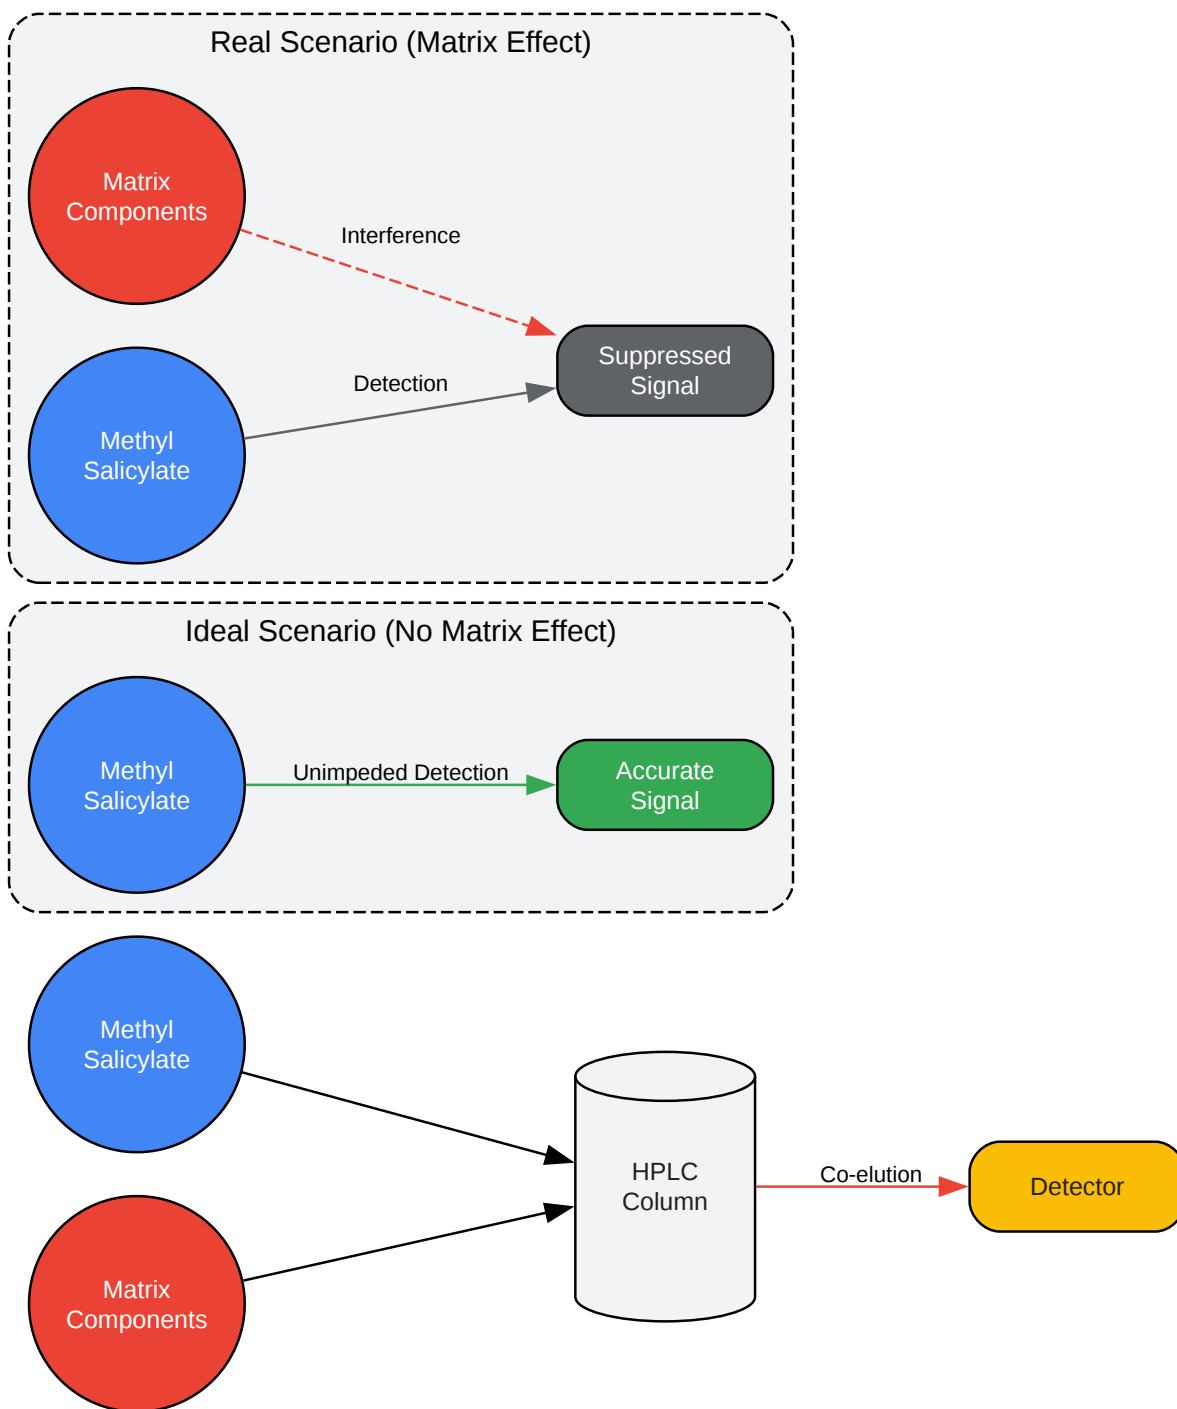 Real Scenario (Matrix Effect)
Matrix
Components
Interference
Suppressed
Signal
Detection
Methyl
Salicylate
Ideal Scenario (No Matrix Effect)
Methyl
Salicylate
Unimpeded Detection
Accurate
Signal
Methyl
Salicylate
HPLC
Column
Co-elution
Detector
Matrix
Components